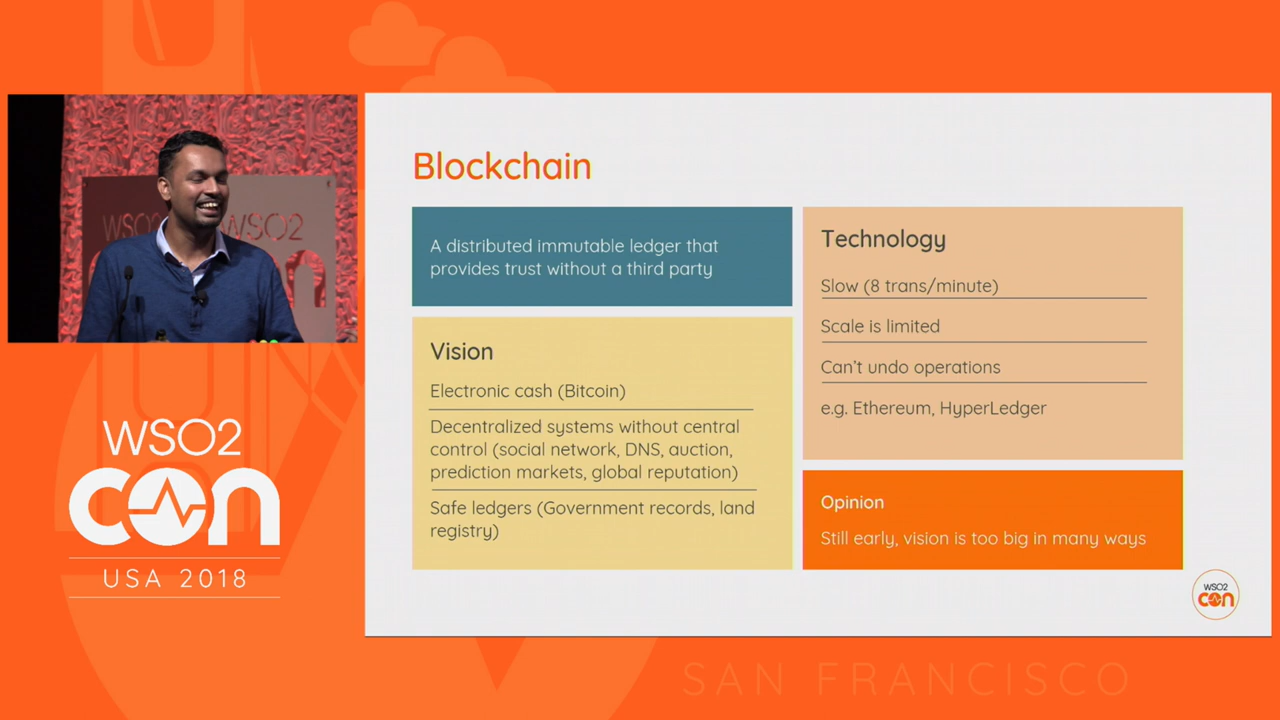 WSO2
WSO2
con
WSO2
con
USA 2018
Blockchain
A distributed immutable ledger that
provides trust without a third party
Vision
Electronic cash (Bitcoin)
Decentralized systems without central
control (social network, DNS, auction,
prediction markets, global reputation)
Safe ledgers (Government records, land
registry)
Technology
Slow (8 trans/minute)
Scale is limited
Can't undo operations
e.g. Ethereum, HyperLedger
Opinion
Still early, vision is too big in many ways
WSO2
con
SAN FRANCISCO